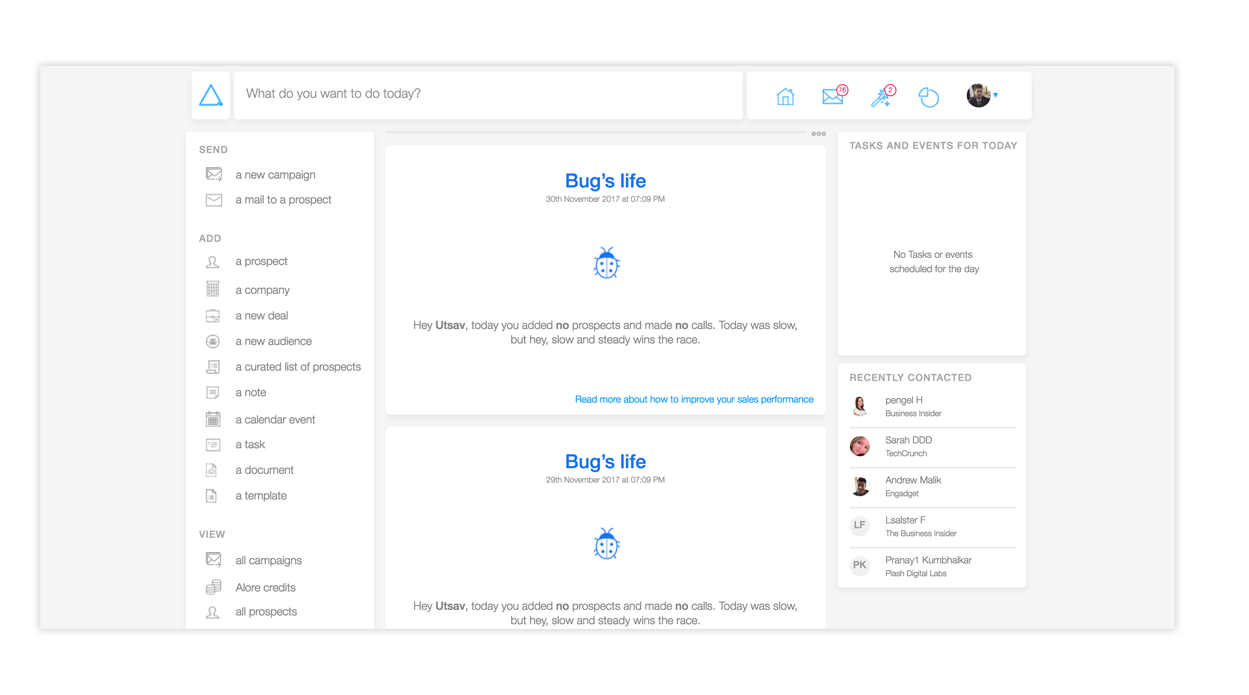 What do you want to do today?
76
2
SEND
a new campaign
a mail to a prospect
ADD
a prospect
a company
a new deal
a new audience
a curated list of prospects
a note
a calendar event
a task
a document
a template
VIEW
all campaigns
Alore credits
all prospects
Bug's life
30th November 2017 at 07:09 PM
Hey Utsav, today you added no prospects and made no calls. Today was slow,
but hey, slow and steady wins the race.
Read more about how to improve your sales performance
Bug's life
29th November 2017 at 07:09 PM
Hey Utsav, today you added no prospects and made no calls. Today was slow,
but hey, slow and steady wins the race.
TASKS AND EVENTS FOR TODAY
No Tasks or events
scheduled for the day
RECENTLY CONTACTED
pengel H
Business Insider
Sarah DDD
TechCrunch
Andrew Malik
Engadget
LF
Lsalster F
The Business Insider
PK
Pranay1 Kumbhalkar
Plash Digital Labs